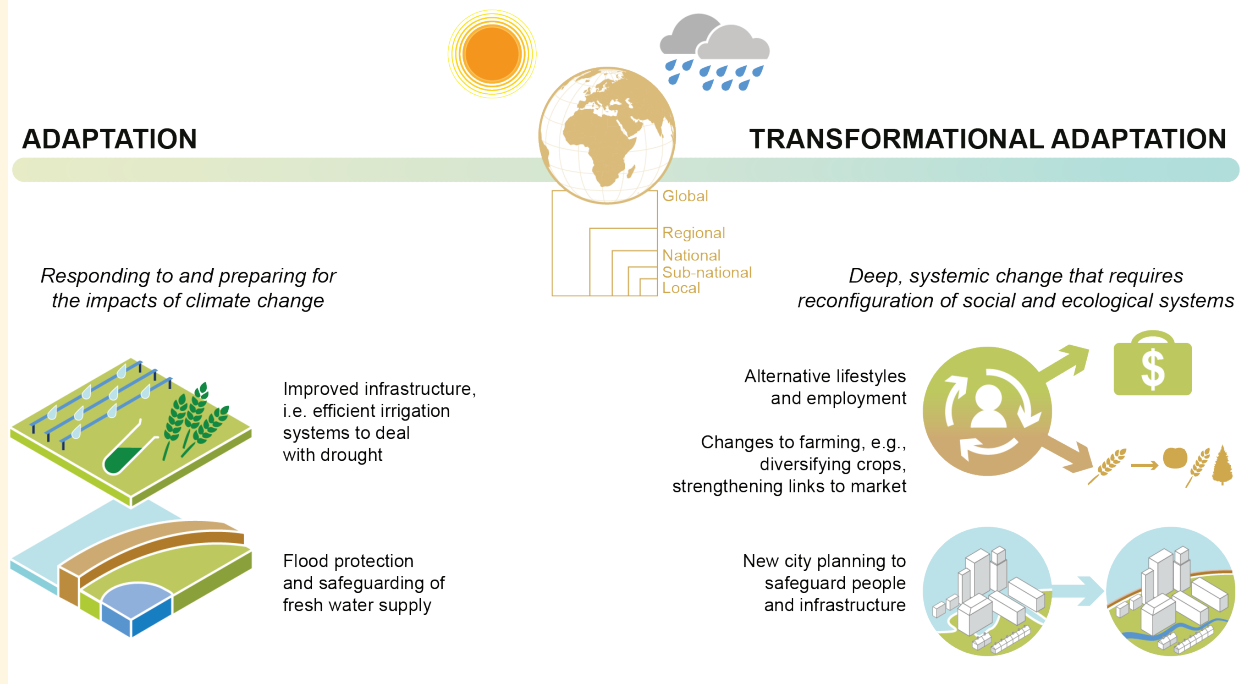 ADAPTATION
TRANSFORMATIONAL ADAPTATION
Global
Regional
National
Sub-national
Local
Responding to and preparing for
the impacts of climate change
Deep, systemic change that requires
reconfiguration of social and ecological systems
Improved infrastructure,
i.e. efficient irrigation
systems to deal
with drought
Flood protection
and safeguarding of
fresh water supply
Alternative lifestyles
and employment
$
Changes to farming, e.g.,
diversifying crops,
strengthening links to market
New city planning to
safeguard people
and infrastructure